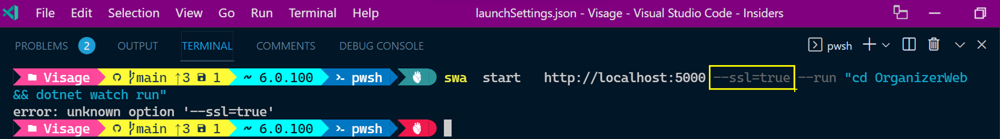 File Edit Selection View Go Run Terminal Help launchSettings.json - Visage - Visual Studio Code - Insiders
PROBLEMS 2 OUTPUT TERMINAL COMMENTS DEBUG CONSOLE pwsh
Visage main ↑3 1 ~ 6.0.100 pwsh swa start http://localhost:5000 --ssl=true --run "cd OrganizerWeb
&& dotnet watch run"
error: unknown option '--ssl=true'
Visage main ↑3 1 ~ 6.0.100 pwsh